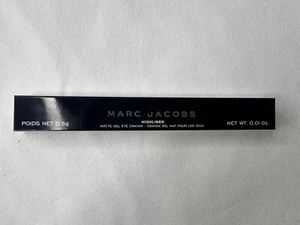 MARC JACOBS
HIGHLINER
POIDS NET 0.5g MATTE GEL EYE CRAYON · CRAYON GEL MAT POUR LES YEUX NET WT. 0.01 Oz.